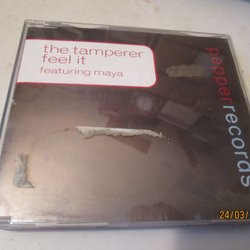 the tamperer
feel it
featuring maya
pepper records
24/03